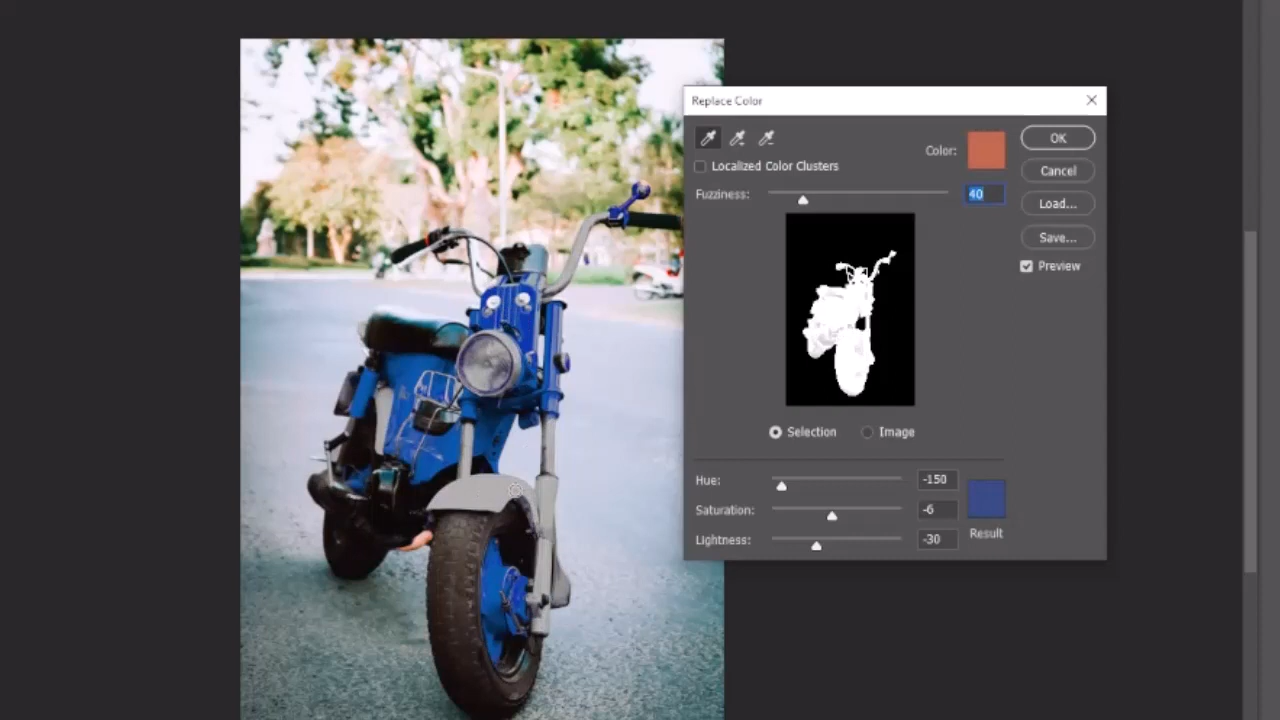 Replace Color
Color:
OK
Localized Color Clusters
Cancel
Fuzziness:
40
Load...
Save...
Preview
Selection
Image
Hue:
-150
Saturation:
-6
Result
Lightness:
-30